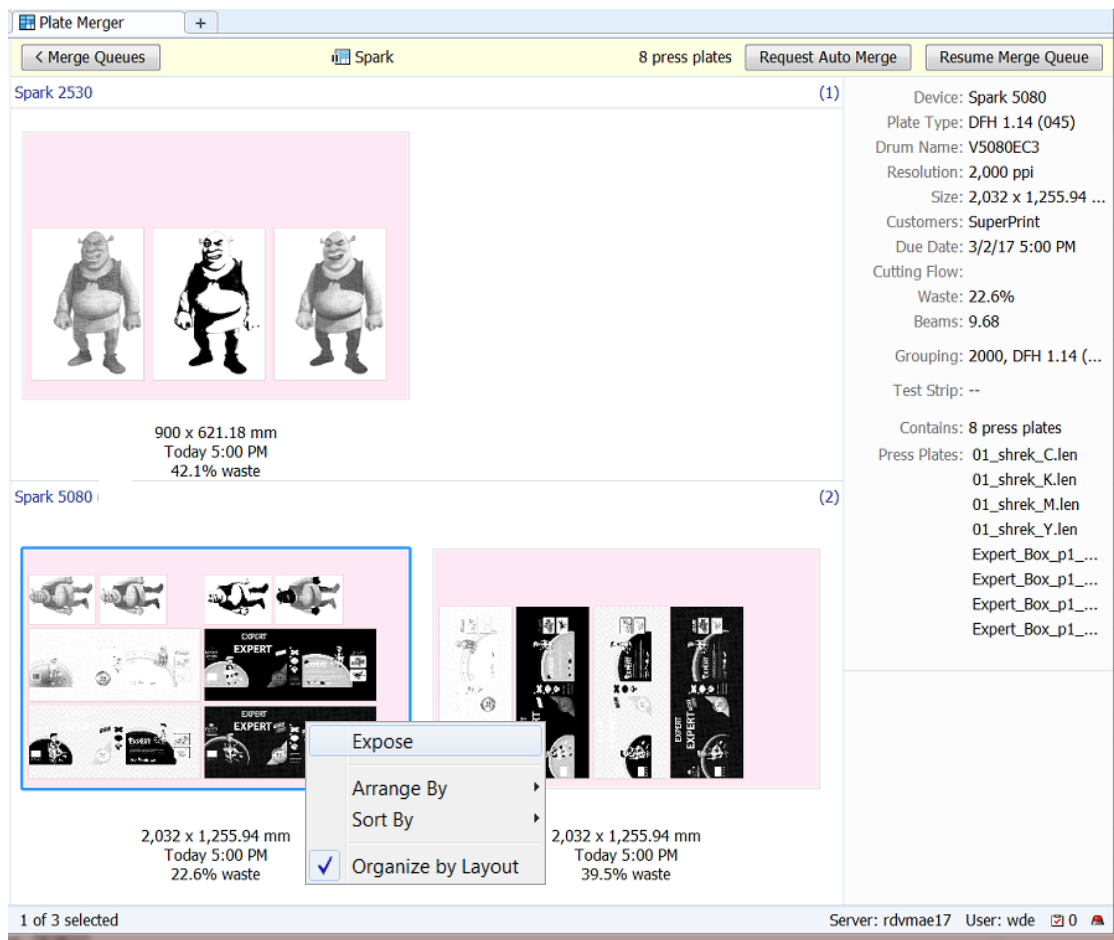 Plate Merger
+
< Merge Queues
Spark
8 press plates
Request Auto Merge
Resume Merge Queue
Spark 2530
(1)
900 x 621.18 mm
Today 5:00 PM
42.1% waste
Spark 5080
(2)
EXPERT
EXPERT
EXPERT
EXPERT
EXPERT
EXPERT
2,032 x 1,255.94 mm
Today 5:00 PM
22.6% waste
2,032 x 1,255.94 mm
Today 5:00 PM
39.5% waste
Expose
Arrange By
Sort By
Organize by Layout
Device: Spark 5080
Plate Type: DFH 1.14 (045)
Drum Name: V5080EC3
Resolution: 2,000 ppi
Size: 2,032 x 1,255.94 ...
Customers: SuperPrint
Due Date: 3/2/17 5:00 PM
Cutting Flow:
Waste: 22.6%
Beams: 9.68
Grouping: 2000, DFH 1.14 (...
Test Strip: --
Contains: 8 press plates
Press Plates: 01_shrek_C.len
01_shrek_K.len
01_shrek_M.len
01_shrek_Y.len
Expert_Box_p1_...
Expert_Box_p1_...
Expert_Box_p1_...
Expert_Box_p1_...
1 of 3 selected
Server: rdvmae17 User: wde 0